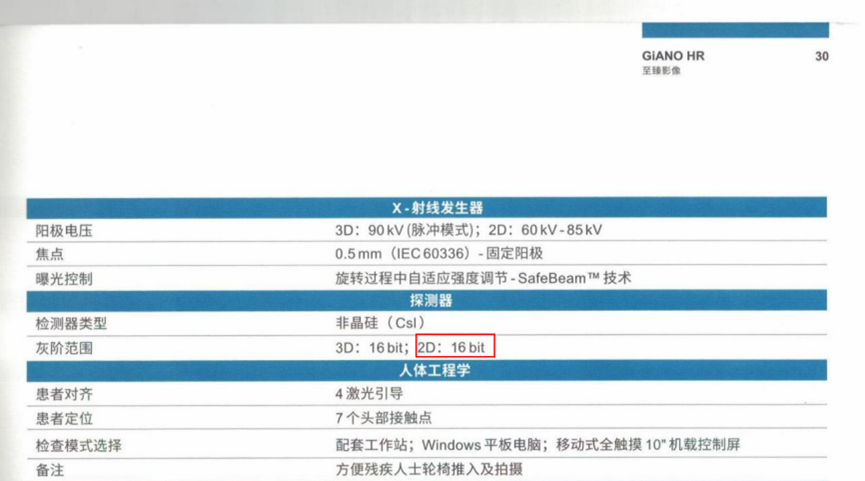 GiANO HR 30
至臻影像
X-射线发生器
阳极电压 3D：90 kV (脉冲模式)；2D：60 kV - 85 kV
焦点 0.5 mm（IEC 60336）- 固定阳极
曝光控制 旋转过程中自适应强度调节 - SafeBeam™ 技术
探测器
检测器类型 非晶硅（CsI）
灰阶范围 3D：16 bit；2D：16 bit
人体工程学
患者对齐 4 激光引导
患者定位 7 个头部接触点
检查模式选择 配套工作站；Windows 平板电脑；移动式全触摸 10" 机载控制屏
备注 方便残疾人士轮椅推入及拍摄